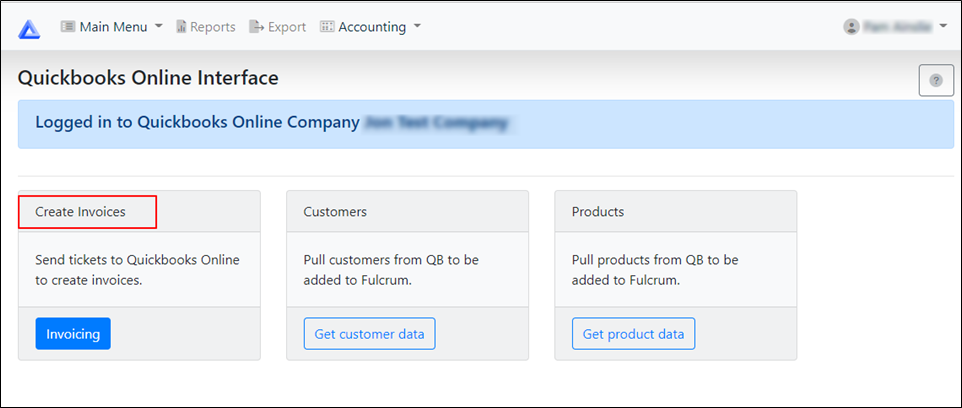 Main Menu Reports Export Accounting
Quickbooks Online Interface
?
Logged in to Quickbooks Online Company
Create Invoices
Send tickets to Quickbooks Online
to create invoices.
Invoicing
Customers
Pull customers from QB to be
added to Fulcrum.
Get customer data
Products
Pull products from QB to be
added to Fulcrum.
Get product data